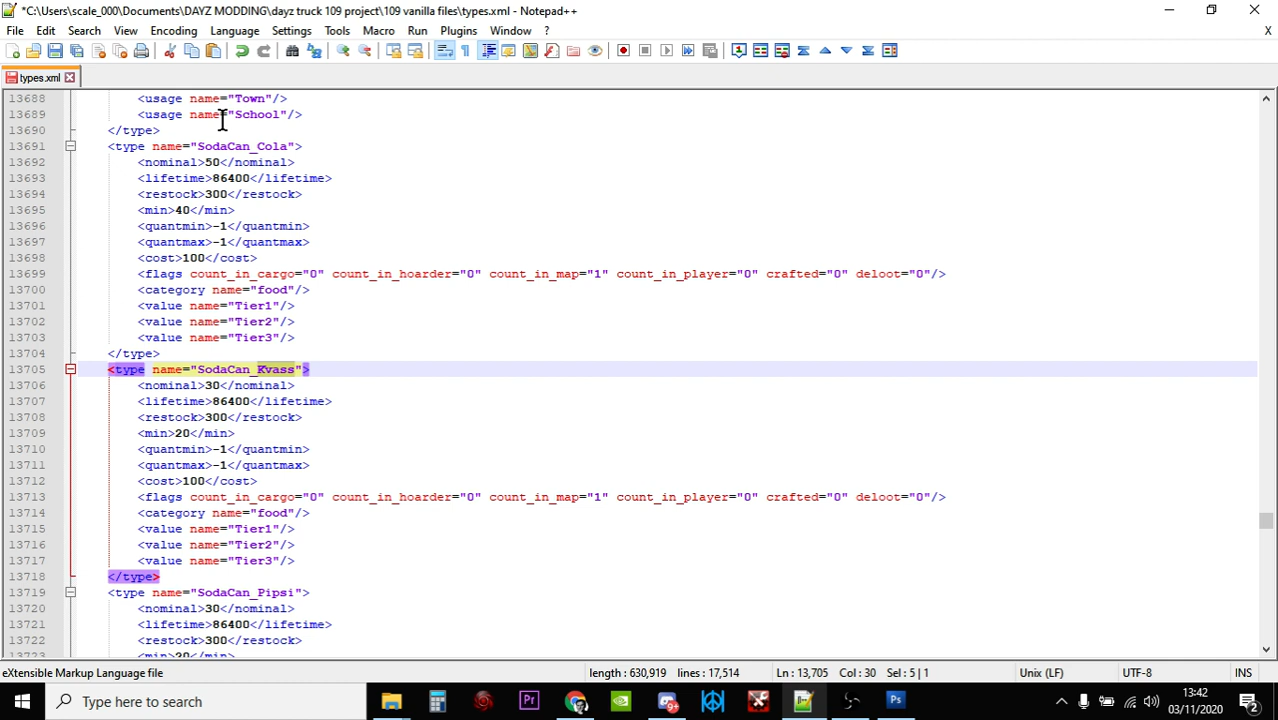 *C:\Users\scale_000\Documents\DAYZ MODDING\dayz truck 109 project\109 vanilla files\types.xml - Notepad++
File Edit Search View Encoding Language Settings Tools Macro Run Plugins Window ? X
types.xml
13688 <usage name="Town"/>
13689 <usage name="School"/>
13690 </type>
13691 <type name="SodaCan_Cola">
13692 <nominal>50</nominal>
13693 <lifetime>86400</lifetime>
13694 <restock>300</restock>
13695 <min>40</min>
13696 <quantmin>-1</quantmin>
13697 <quantmax>-1</quantmax>
13698 <cost>100</cost>
13699 <flags count_in_cargo="0" count_in_hoarder="0" count_in_map="1" count_in_player="0" crafted="0" deloot="0"/>
13700 <category name="food"/>
13701 <value name="Tier1"/>
13702 <value name="Tier2"/>
13703 <value name="Tier3"/>
13704 </type>
13705 <type name="SodaCan_Kvass">
13706 <nominal>30</nominal>
13707 <lifetime>86400</lifetime>
13708 <restock>300</restock>
13709 <min>20</min>
13710 <quantmin>-1</quantmin>
13711 <quantmax>-1</quantmax>
13712 <cost>100</cost>
13713 <flags count_in_cargo="0" count_in_hoarder="0" count_in_map="1" count_in_player="0" crafted="0" deloot="0"/>
13714 <category name="food"/>
13715 <value name="Tier1"/>
13716 <value name="Tier2"/>
13717 <value name="Tier3"/>
13718 </type>
13719 <type name="SodaCan_Pipsi">
13720 <nominal>30</nominal>
13721 <lifetime>86400</lifetime>
13722 <restock>300</restock>
13723 <min>20</min>
eXtensible Markup Language file length : 630,919 lines : 17,514 Ln : 13,705 Col : 30 Sel : 5 | 1 Unix (LF) UTF-8 INS
Type here to search 13:42
03/11/2020